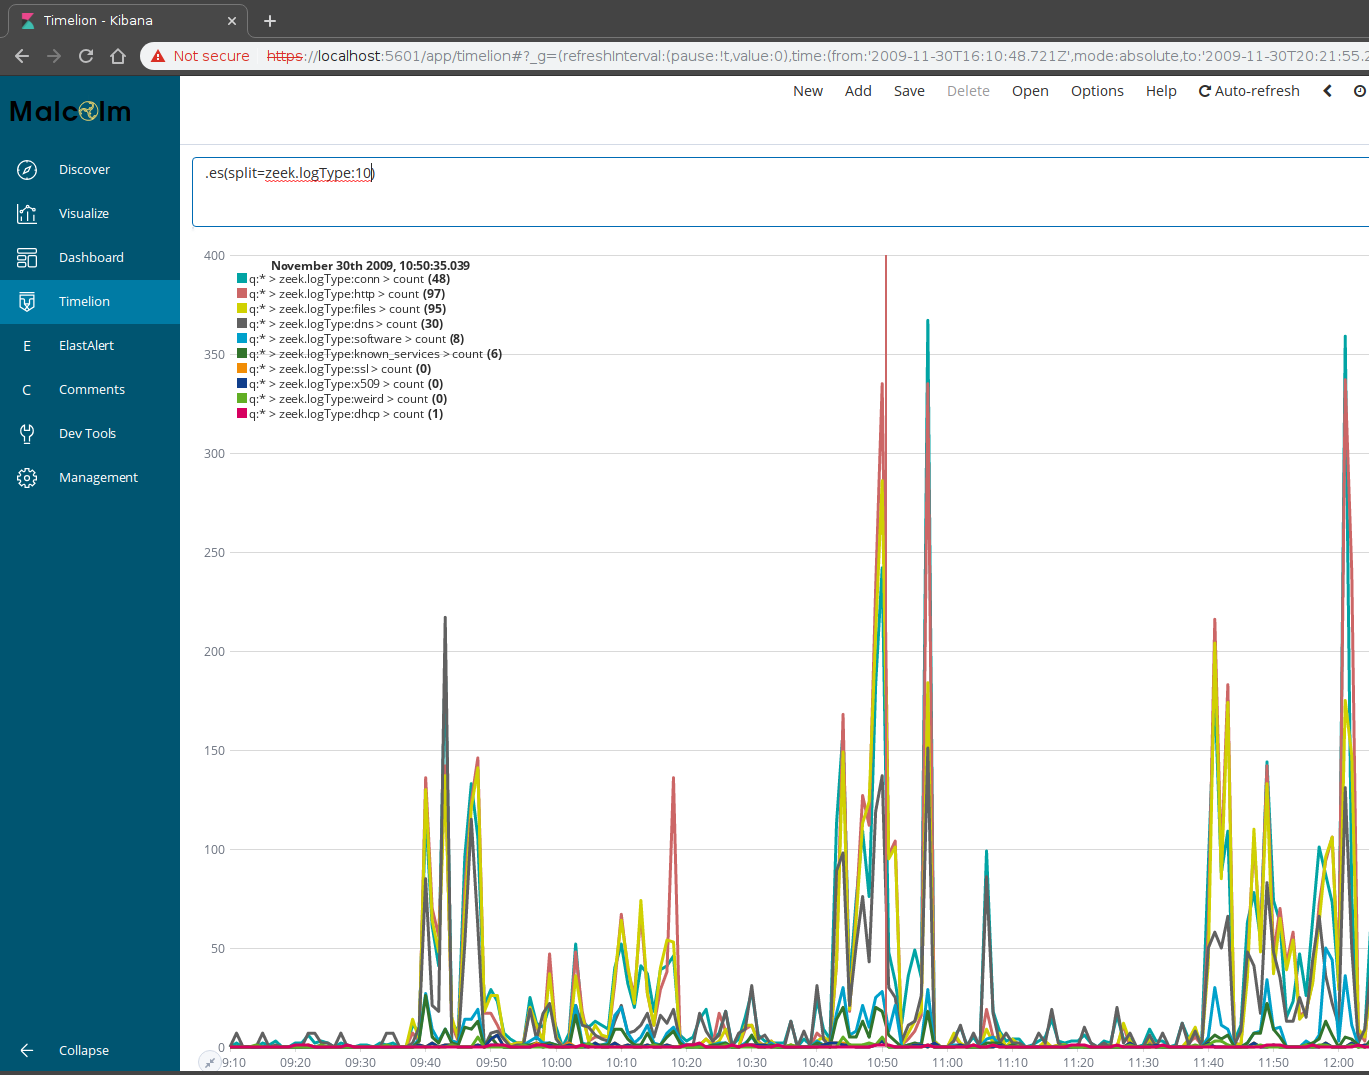 Timelion - Kibana
Not secure https://localhost:5601/app/timelion#?_g=(refreshInterval:(pause:!t,value:0),time:(from:'2009-11-30T16:10:48.721Z',mode:absolute,to:'2009-11-30T20:21:55.2
Malcolm
New Add Save Delete Open Options Help Auto-refresh
Discover
Visualize
Dashboard
Timelion
E ElastAlert
C Comments
Dev Tools
Management
Collapse
.es(split=zeek.logType:10)
November 30th 2009, 10:50:35.039
q:* > zeek.logType:conn > count (48)
q:* > zeek.logType:http > count (97)
q:* > zeek.logType:files > count (95)
q:* > zeek.logType:dns > count (30)
q:* > zeek.logType:software > count (8)
q:* > zeek.logType:known_services > count (6)
q:* > zeek.logType:ssl > count (0)
q:* > zeek.logType:x509 > count (0)
q:* > zeek.logType:weird > count (0)
q:* > zeek.logType:dhcp > count (1)
400
350
300
250
200
150
100
50
0
9:10 09:20 09:30 09:40 09:50 10:00 10:10 10:20 10:30 10:40 10:50 11:00 11:10 11:20 11:30 11:40 11:50 12:00